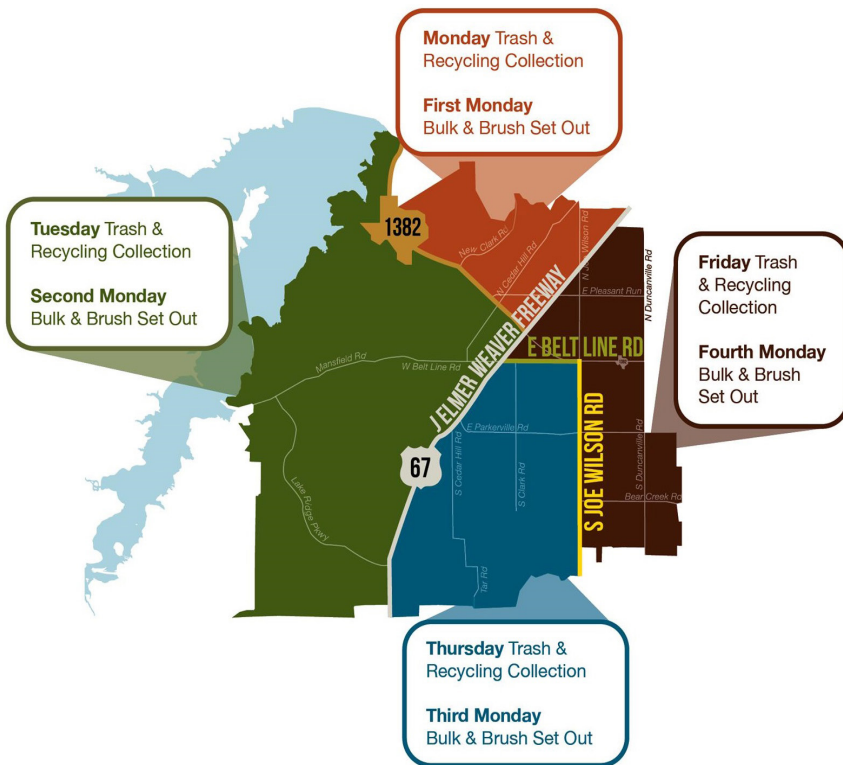 Monday Trash &
Recycling Collection
First Monday
Bulk & Brush Set Out
Tuesday Trash &
Recycling Collection
Second Monday
Bulk & Brush Set Out
1382
New Clark Rd
N Cedar Hill Rd
N Joe Wilson Rd
E Pleasant Run
N Duncanville Rd
J ELMER WEAVER FREEWAY
E BELT LINE RD
Mansfield Rd
W Belt Line Rd
Friday Trash
& Recycling
Collection
Fourth Monday
Bulk & Brush
Set Out
67
E Parkerville Rd
S Cedar Hill Rd
S Clark Rd
S JOE WILSON RD
S Duncanville Rd
Bear Creek Rd
Lake Ridge Pkwy
Tar Rd
Thursday Trash &
Recycling Collection
Third Monday
Bulk & Brush Set Out